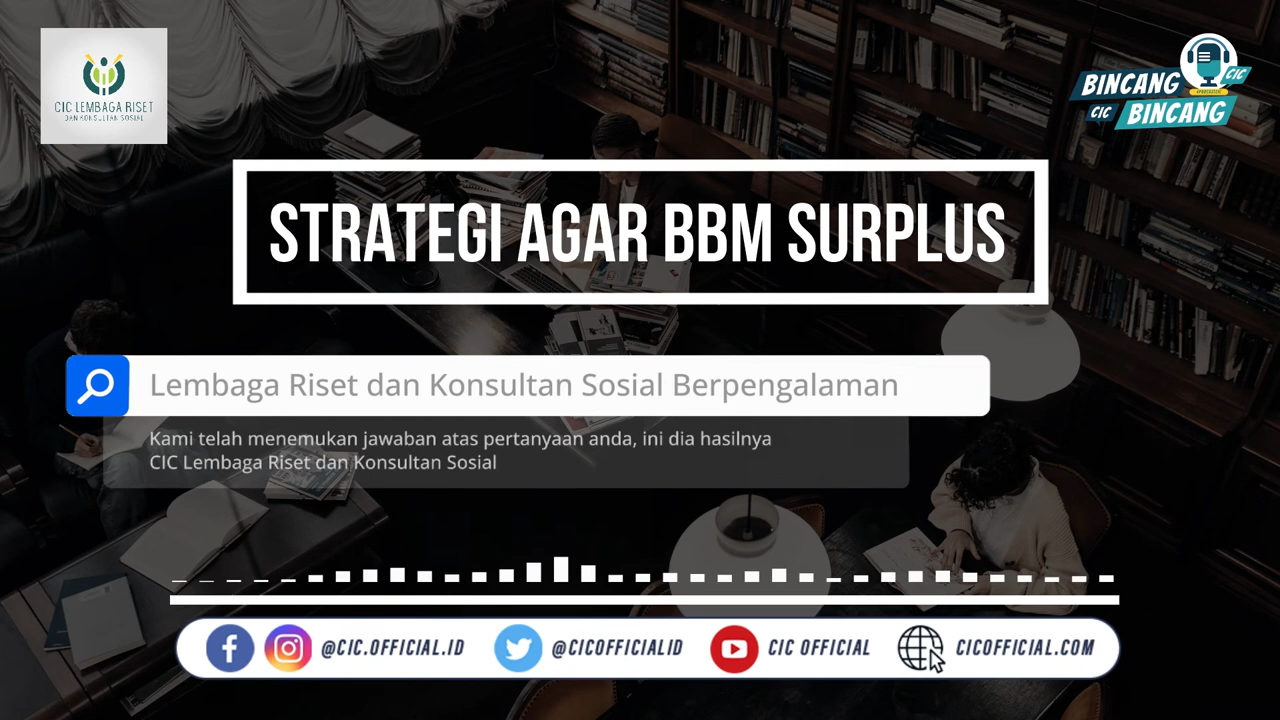 CIC LEMBAGA RISET
DAN KONSULTAN SOSIAL
BINCANG CIC
CIC BINCANG
STRATEGI AGAR BBM SURPLUS
Lembaga Riset dan Konsultan Sosial Berpengalaman
Kami telah menemukan jawaban atas pertanyaan anda, ini dia hasilnya
CIC Lembaga Riset dan Konsultan Sosial
@CIC.OFFICIAL.ID @CICOFFICIALID CIC OFFICIAL CICOFFICIAL.COM